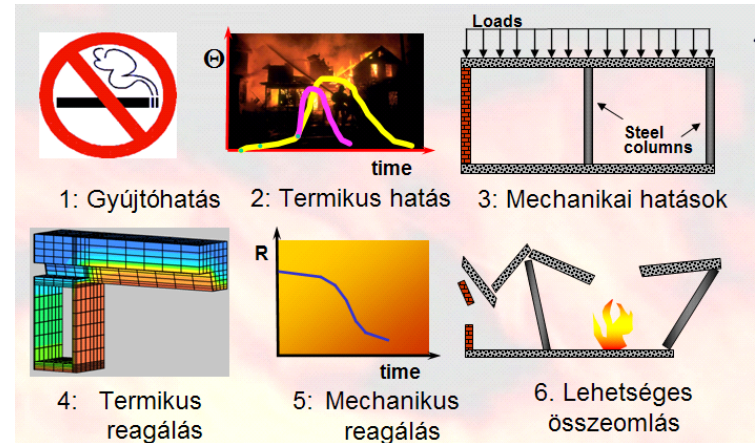 Loads
Θ
Steel
columns
time
1: Gyújtóhatás
2: Termikus hatás
3: Mechanikai hatások
R
time
4: Termikus
reagálás
5: Mechanikus
reagálás
6. Lehetséges
összeomlás